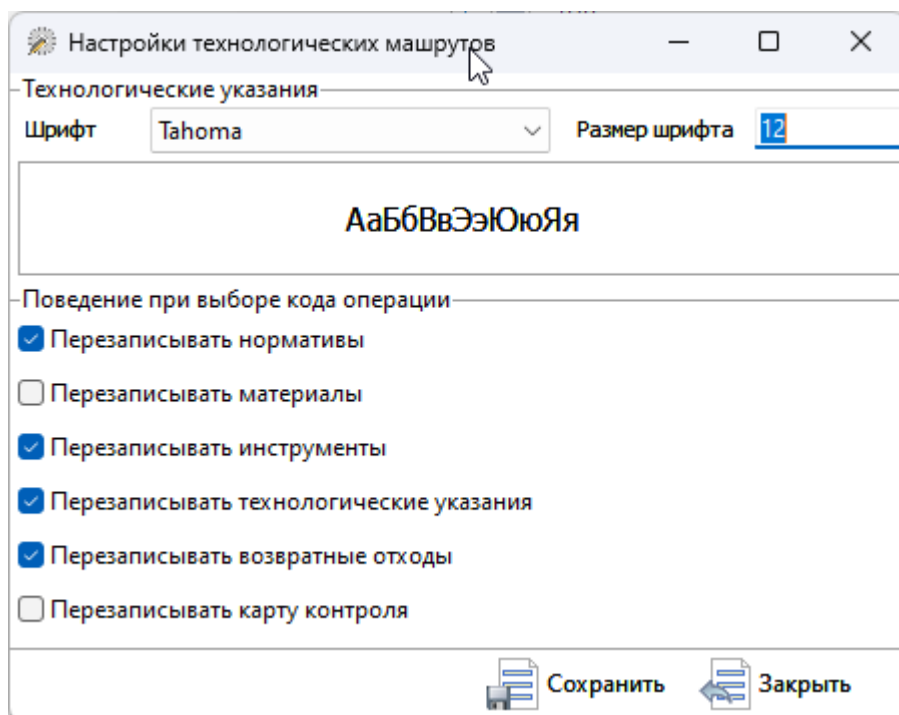 Настройки технологических машрутов
Технологические указания
Шрифт Tahoma Размер шрифта 12
АаБбВвЭэЮюЯя
Поведение при выборе кода операции
Перезаписывать нормативы
Перезаписывать материалы
Перезаписывать инструменты
Перезаписывать технологические указания
Перезаписывать возвратные отходы
Перезаписывать карту контроля
Сохранить Закрыть